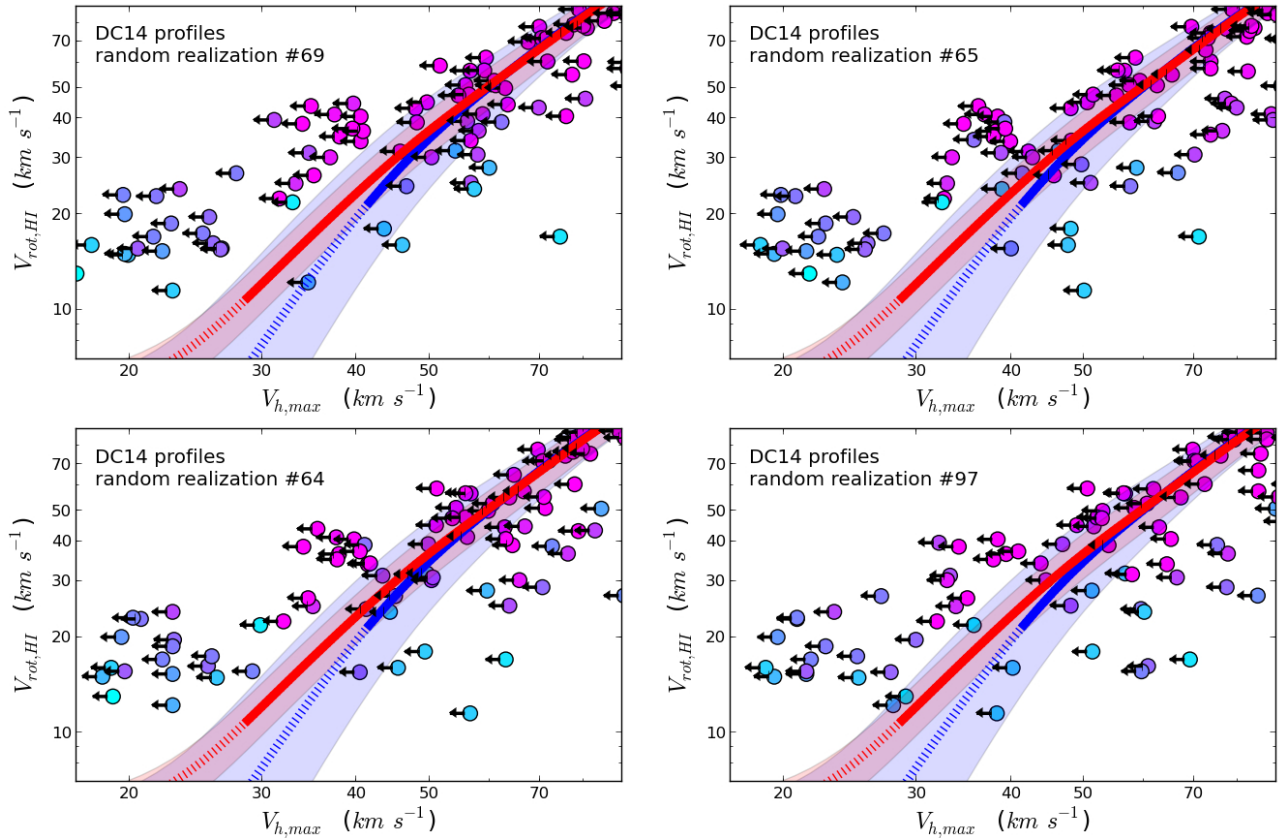 DC14 profiles
random realization #69
70
50
40
30
20
10
V_{rot,HI} (km s^{-1})
20 30 40 50 70
V_{h,max} (km s^{-1})
DC14 profiles
random realization #65
70
50
40
30
20
10
V_{rot,HI} (km s^{-1})
20 30 40 50 70
V_{h,max} (km s^{-1})
DC14 profiles
random realization #64
70
50
40
30
20
10
V_{rot,HI} (km s^{-1})
20 30 40 50 70
V_{h,max} (km s^{-1})
DC14 profiles
random realization #97
70
50
40
30
20
10
V_{rot,HI} (km s^{-1})
20 30 40 50 70
V_{h,max} (km s^{-1})